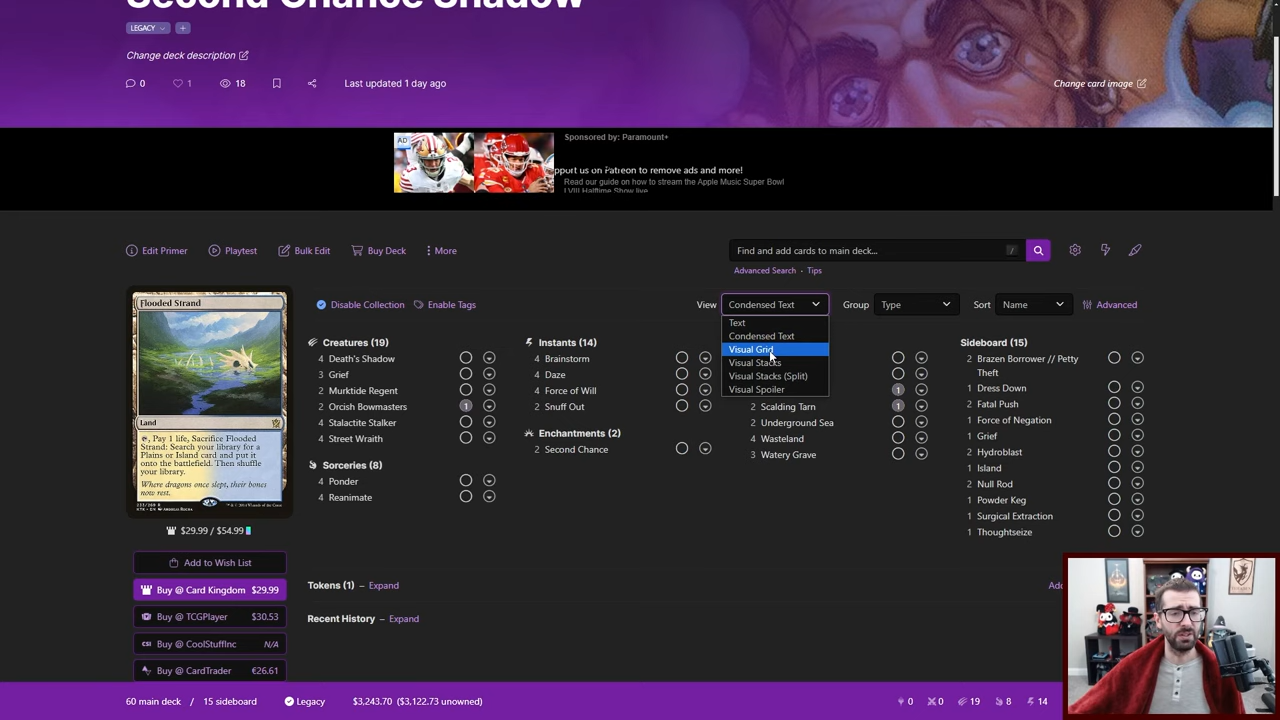 Second Chance Shadow
LEGACY
Change deck description
0
1
18
Last updated 1 day ago
Change card image
AD
Sponsored by: Paramount+
pport us on Patreon to remove ads and more!
Read our guide on how to stream the Apple Music Super Bowl
LVIII Halftime Show live
Edit Primer
Playtest
Bulk Edit
Buy Deck
More
Find and add cards to main deck...
/
Advanced Search · Tips
Disable Collection
Enable Tags
View
Condensed Text
Group
Type
Sort
Name
Advanced
Text
Condensed Text
Visual Grid
Visual Stacks
Visual Stacks (Split)
Visual Spoiler
Flooded Strand
Land
, Pay 1 life, Sacrifice Flooded
Strand: Search your library for a
Plains or Island card and put it
onto the battlefield. Then shuffle
your library.
Where dragons once slept, their bones
now rest.
$29.99 / $54.99
Add to Wish List
Buy @ Card Kingdom $29.99
Buy @ TCGPlayer $30.53
CSI Buy @ CoolStuffInc N/A
Buy @ CardTrader €26.61
Creatures (19)
4 Death's Shadow
3 Grief
2 Murktide Regent
2 Orcish Bowmasters 1
4 Stalactite Stalker
4 Street Wraith
Sorceries (8)
4 Ponder
4 Reanimate
Instants (14)
4 Brainstorm
4 Daze
4 Force of Will
2 Snuff Out
Enchantments (2)
2 Second Chance
1
2 Scalding Tarn 1
2 Underground Sea
4 Wasteland
3 Watery Grave
Sideboard (15)
2 Brazen Borrower // Petty
Theft
1 Dress Down
2 Fatal Push
1 Force of Negation
1 Grief
2 Hydroblast
1 Island
2 Null Rod
1 Powder Keg
1 Surgical Extraction
1 Thoughtseize
Tokens (1) – Expand
Recent History – Expand
60 main deck / 15 sideboard
Legacy
$3,243.70 ($3,122.73 unowned)
0
0
19
8
14